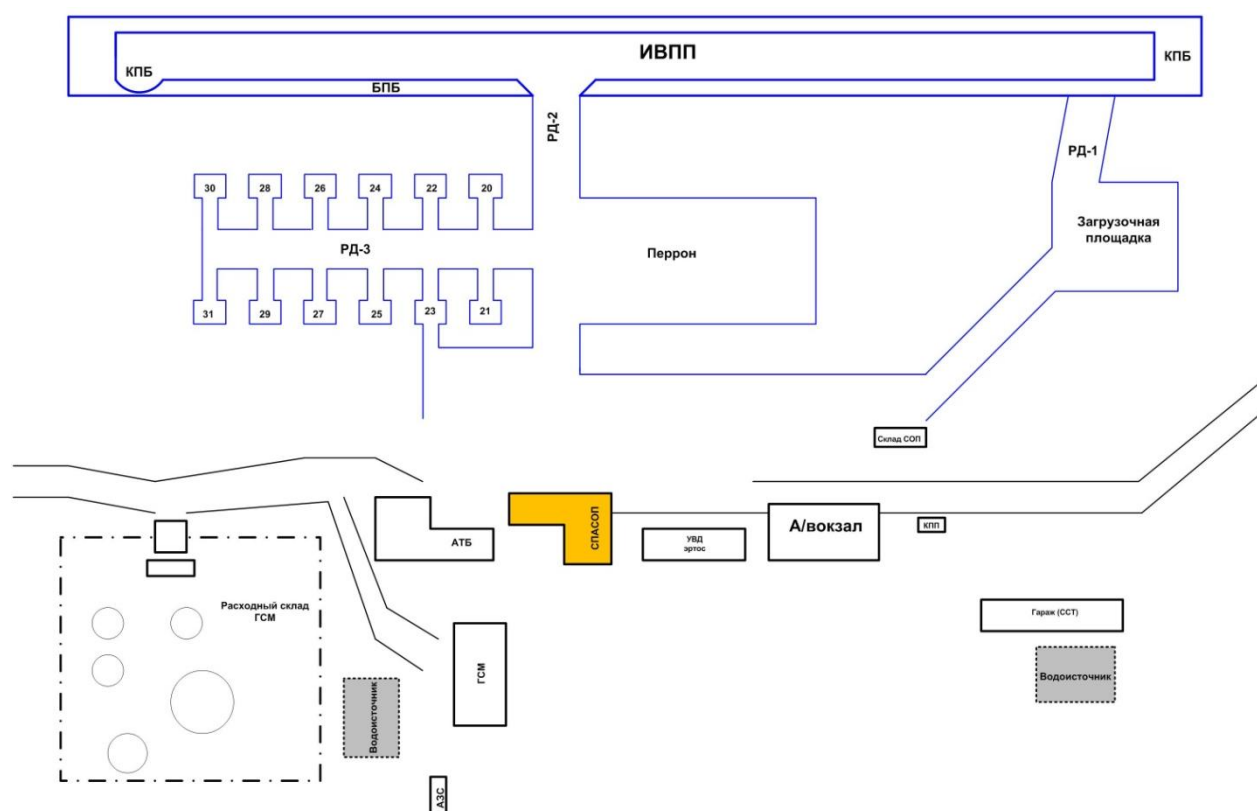 ИВПП
КПБ
КПБ
БПБ
РД-2
РД-1
30
28
26
24
22
20
Загрузочная
площадка
РД-3
Перрон
31
29
27
25
23
21
Склад СОП
А/вокзал
КПП
АТБ
СПАСОП
УВД
эртос
Расходный склад
ГСМ
Гараж (ССТ)
ГСМ
Водоисточник
Водоисточник
АЗС